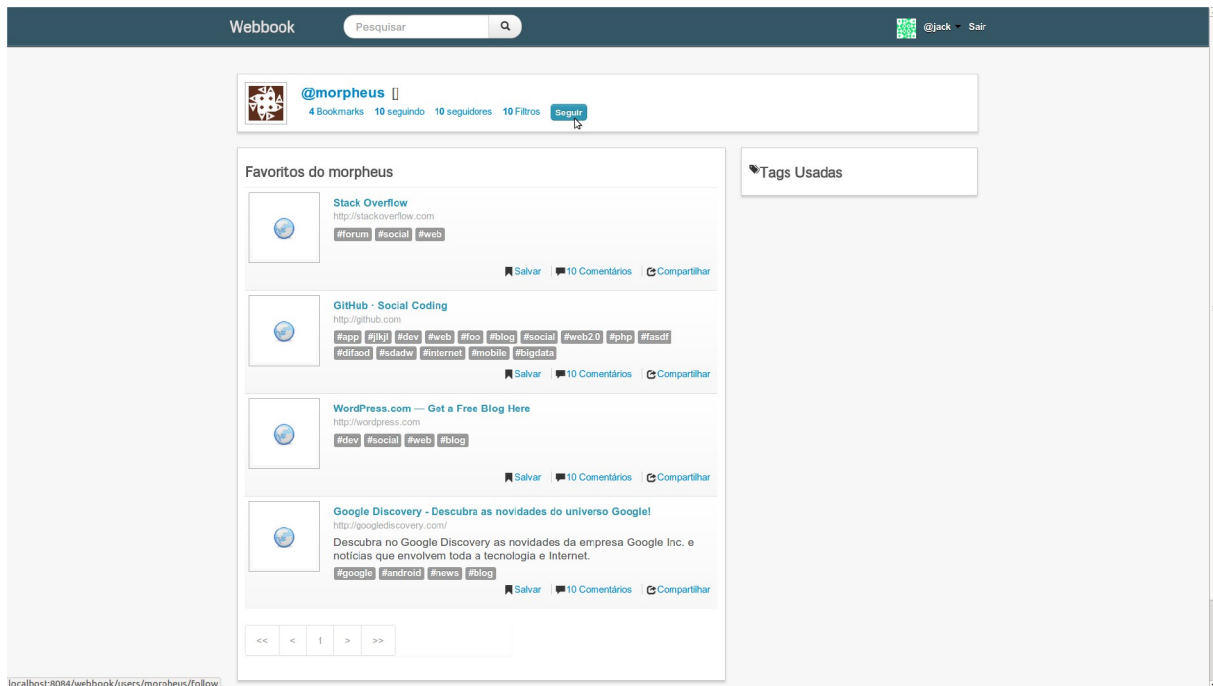 Webbook Pesquisar @jack Sair
@morpheus []
4 Bookmarks 10 seguindo 10 seguidores 10 Filtros Seguir
Favoritos do morpheus
Stack Overflow
http://stackoverflow.com
#forum #social #web
Salvar 10 Comentários Compartilhar
GitHub · Social Coding
http://github.com
#app #jlkjl #dev #web #foo #blog #social #web2.0 #php #fasdf
#difaod #sdadw #internet #mobile #bigdata
Salvar 10 Comentários Compartilhar
WordPress.com — Get a Free Blog Here
http://wordpress.com
#dev #social #web #blog
Salvar 10 Comentários Compartilhar
Google Discovery - Descubra as novidades do universo Google!
http://googlediscovery.com/
Descubra no Google Discovery as novidades da empresa Google Inc. e
notícias que envolvem toda a tecnologia e Internet.
#google #android #news #blog
Salvar 10 Comentários Compartilhar
<< < 1 > >>
Tags Usadas
localhost:8084/webbook/users/morpheus/follow